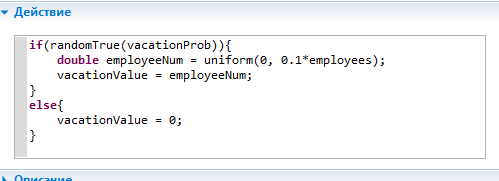 Действие
if(randomTrue(vacationProb)){
    double employeeNum = uniform(0, 0.1*employees);
    vacationValue = employeeNum;
}
else{
    vacationValue = 0;
}
Описание